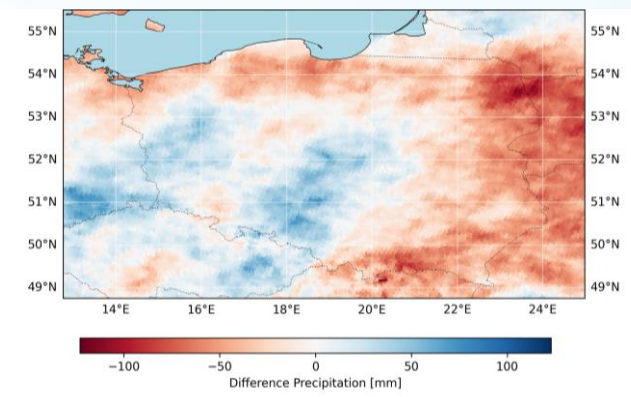 55°N 55°N
54°N 54°N
53°N 53°N
52°N 52°N
51°N 51°N
50°N 50°N
49°N 49°N
14°E 16°E 18°E 20°E 22°E 24°E
−100 −50 0 50 100
Difference Precipitation [mm]